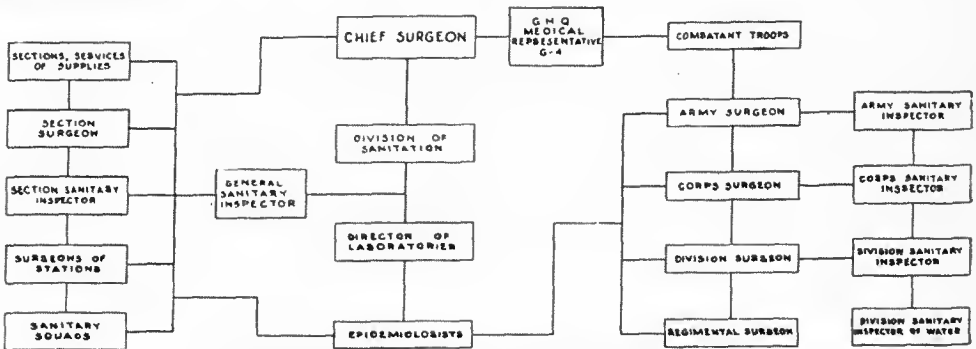 SECTIONS, SERVICES
OF SUPPLIES
SECTION
SURGEON
SECTION SANITARY
INSPECTOR
SURGEONS OF
STATIONS
SANITARY
SQUADS
GENERAL
SANITARY
INSPECTOR
CHIEF SURGEON
DIVISION OF
SANITATION
DIRECTOR OF
LABORATORIES
EPIDEMIOLOGISTS
G H Q
MEDICAL
REPRESENTATIVE
G-4
COMBATANT TROOPS
ARMY SURGEON
CORPS SURGEON
DIVISION SURGEON
REGIMENTAL SURGEON
ARMY SANITARY
INSPECTOR
CORPS SANITARY
INSPECTOR
DIVISION SANITARY
INSPECTOR
DIVISION SANITARY
INSPECTOR OF WATER